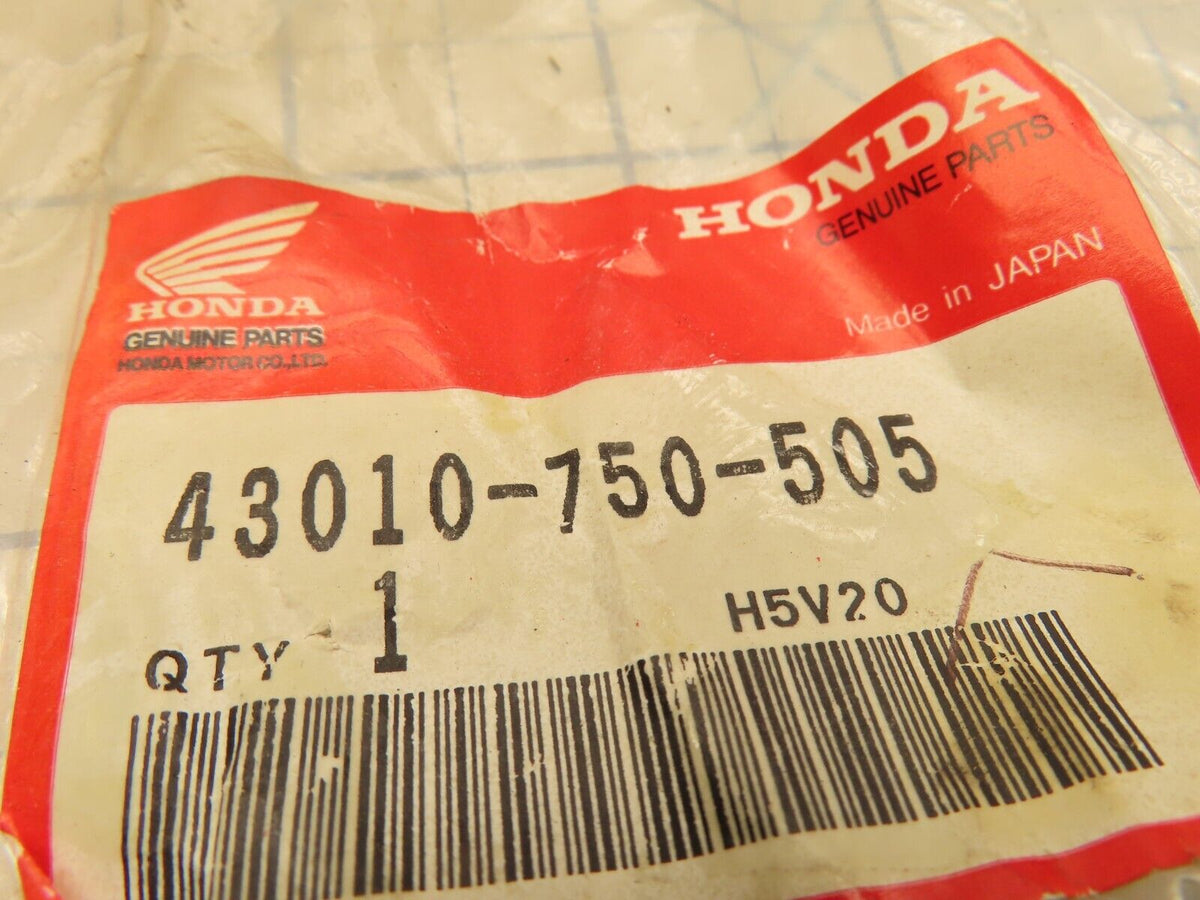 HONDA
GENUINE PARTS
HONDA MOTOR CO.,LTD.
HONDA
GENUINE PARTS
Made in JAPAN
43010-750-505
QTY 1
H5V20